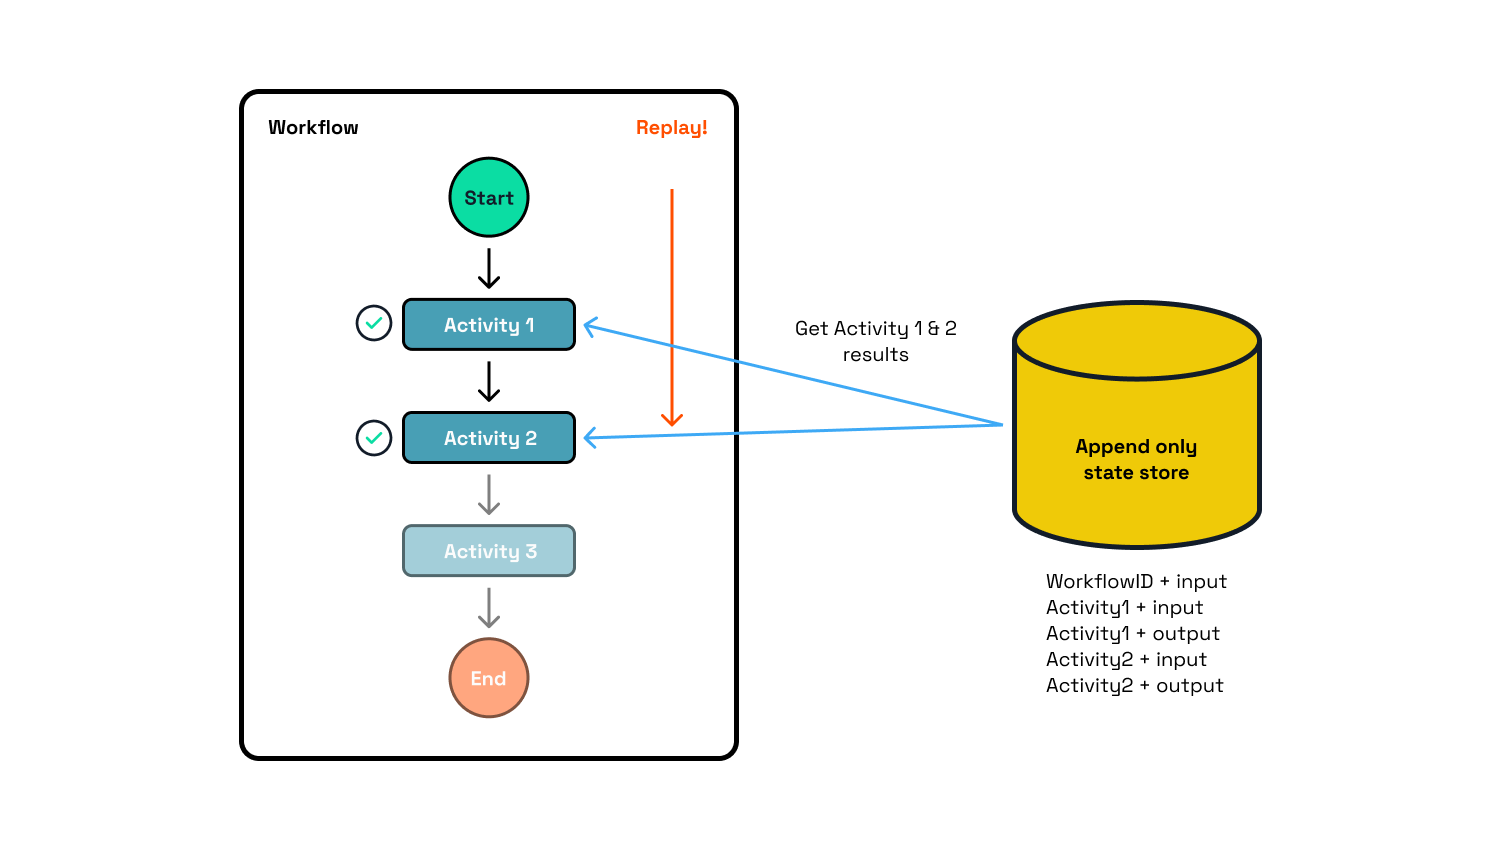 Workflow
Replay!
Start
Activity 1
Activity 2
Activity 3
End
Get Activity 1 & 2
results
Append only
state store
WorkflowID + input
Activity1 + input
Activity1 + output
Activity2 + input
Activity2 + output